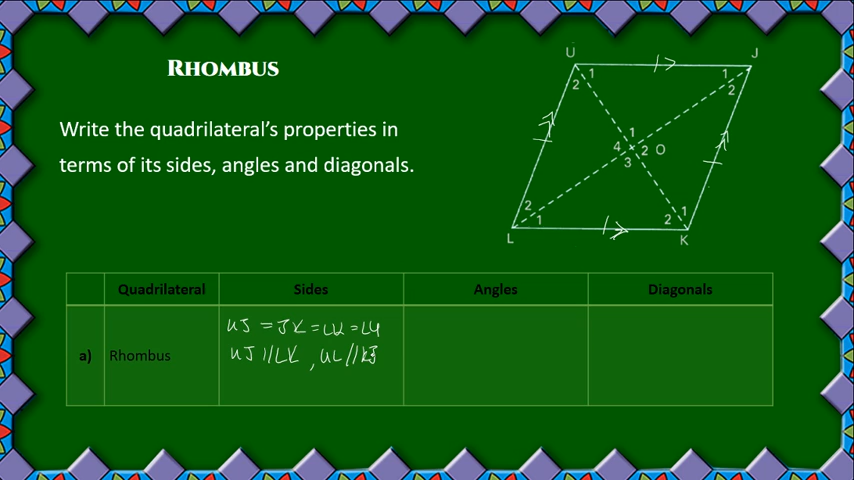 RHOMBUS
Write the quadrilateral's properties in
terms of its sides, angles and diagonals.
U
J
1
2
1
2
1
4
2
O
3
2
1
2
1
L
K
Quadrilateral Sides Angles Diagonals
a) Rhombus
UJ = JK = LK = LU
UJ // LK , UL // KJ